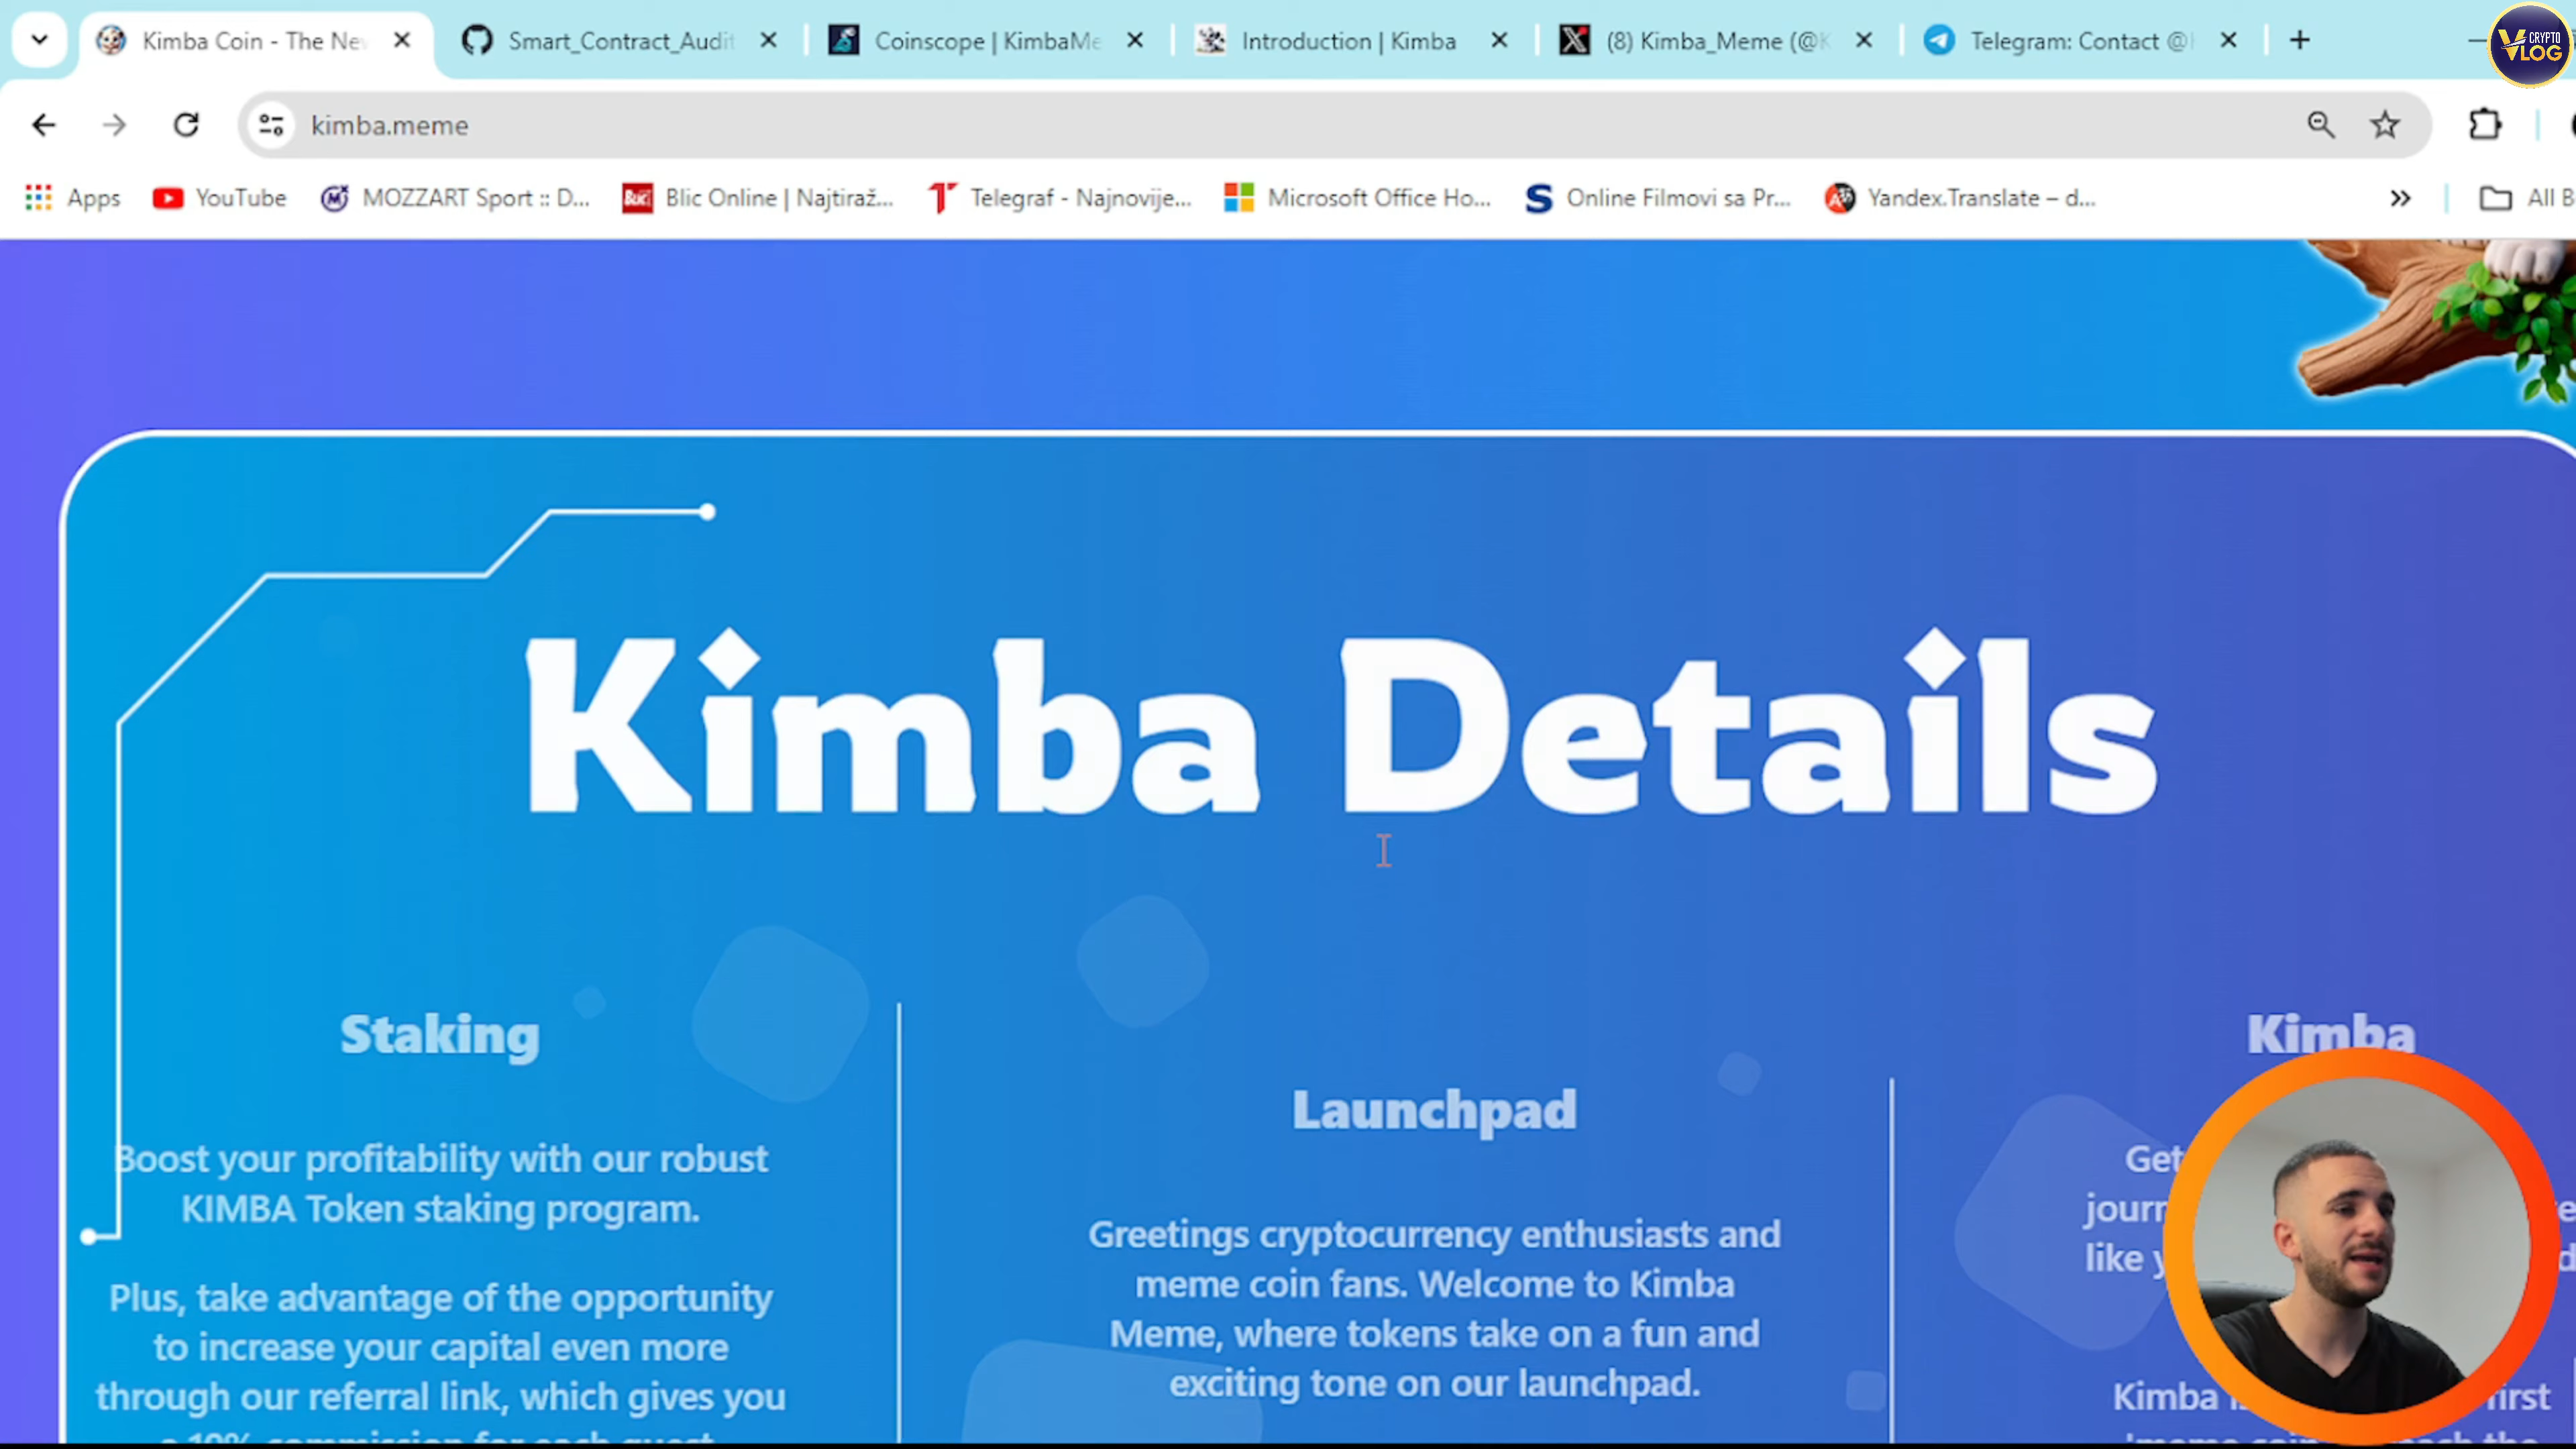 Kimba Coin - The Ne
Smart_Contract_Audit
Coinscope | KimbaMe
Introduction | Kimba
(8) Kimba_Meme (@K
Telegram: Contact @
CRYPTO
VLOG
kimba.meme
Apps
YouTube
MOZZART Sport :: D...
Blic Online | Najtiraž...
Telegraf - Najnovije...
Microsoft Office Ho...
Online Filmovi sa Pr...
Yandex.Translate – d...
All B
Kimba Details
Staking
Boost your profitability with our robust
KIMBA Token staking program.
Plus, take advantage of the opportunity
to increase your capital even more
through our referral link, which gives you
a 10% commission for each guest
Launchpad
Greetings cryptocurrency enthusiasts and
meme coin fans. Welcome to Kimba
Meme, where tokens take on a fun and
exciting tone on our launchpad.
Kimba
Get
journ
like y
Kimba
first